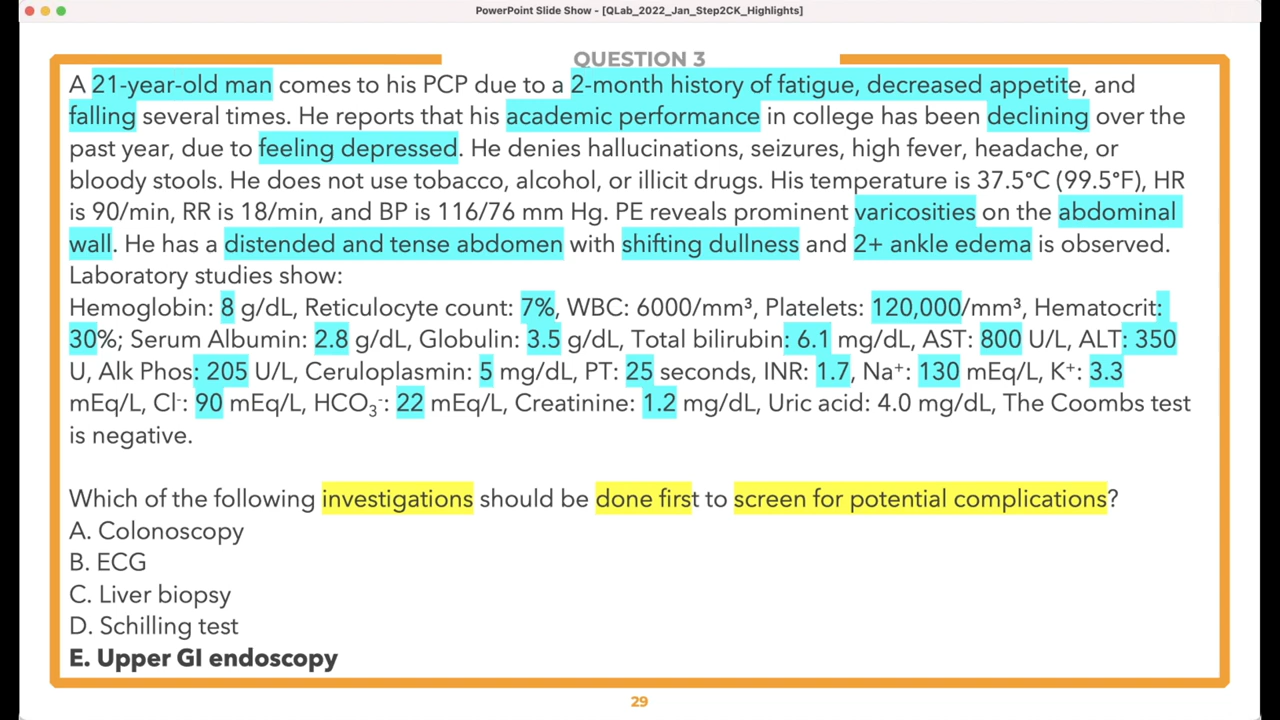 PowerPoint Slide Show - [QLab_2022_Jan_Step2CK_Highlights]
QUESTION 3
A 21-year-old man comes to his PCP due to a 2-month history of fatigue, decreased appetite, and
falling several times. He reports that his academic performance in college has been declining over the
past year, due to feeling depressed. He denies hallucinations, seizures, high fever, headache, or
bloody stools. He does not use tobacco, alcohol, or illicit drugs. His temperature is 37.5°C (99.5°F), HR
is 90/min, RR is 18/min, and BP is 116/76 mm Hg. PE reveals prominent varicosities on the abdominal
wall. He has a distended and tense abdomen with shifting dullness and 2+ ankle edema is observed.
Laboratory studies show:
Hemoglobin: 8 g/dL, Reticulocyte count: 7%, WBC: 6000/mm³, Platelets: 120,000/mm³, Hematocrit:
30%; Serum Albumin: 2.8 g/dL, Globulin: 3.5 g/dL, Total bilirubin: 6.1 mg/dL, AST: 800 U/L, ALT: 350
U, Alk Phos: 205 U/L, Ceruloplasmin: 5 mg/dL, PT: 25 seconds, INR: 1.7, Na⁺: 130 mEq/L, K⁺: 3.3
mEq/L, Cl⁻: 90 mEq/L, HCO₃⁻: 22 mEq/L, Creatinine: 1.2 mg/dL, Uric acid: 4.0 mg/dL, The Coombs test
is negative.
Which of the following investigations should be done first to screen for potential complications?
A. Colonoscopy
B. ECG
C. Liver biopsy
D. Schilling test
E. Upper GI endoscopy
29